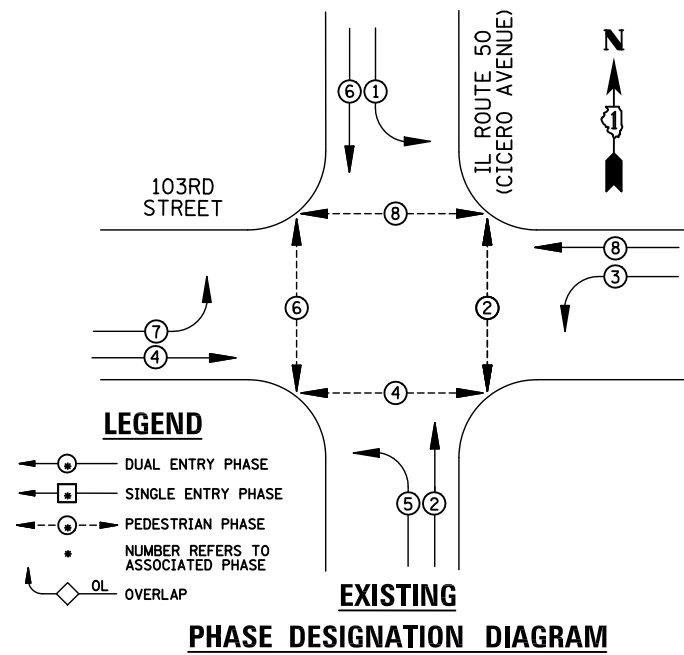 IL ROUTE 50
(CICERO AVENUE)
N
1
6 1
103RD
STREET
8
8
3
6
2
7
4
4
5 2
LEGEND
* DUAL ENTRY PHASE
* SINGLE ENTRY PHASE
* PEDESTRIAN PHASE
* NUMBER REFERS TO
ASSOCIATED PHASE
OL OVERLAP
EXISTING
PHASE DESIGNATION DIAGRAM